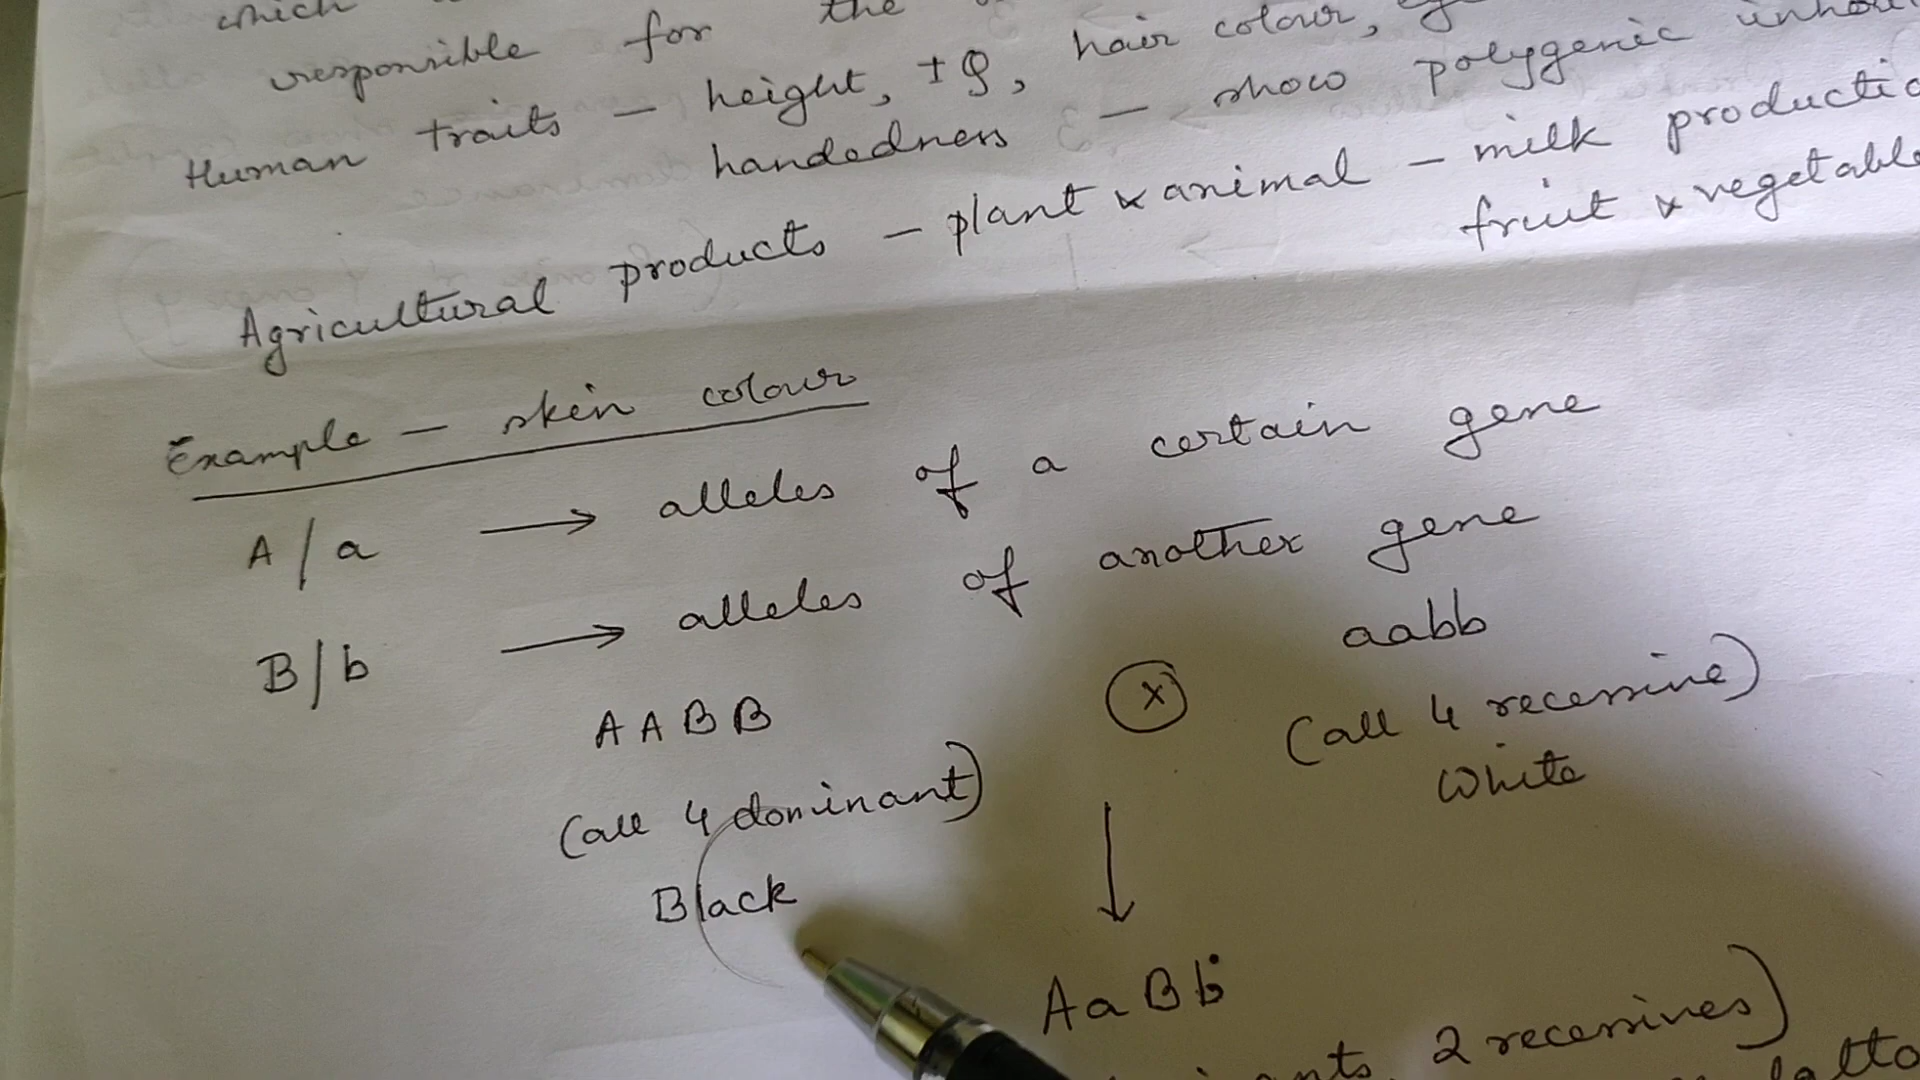 which the
responsible for the
Human traits — height, IQ, hair colour,
handedness — show polygenic
Agricultural products — plant & animal — milk productio
fruit & vegetable
Example — skin colour
A/a → alleles of a certain gene
B/b → alleles of another gene
AABB × aabb
(all 4 dominant) (all 4 recessive)
Black White
↓
AaBb
2 recessives)